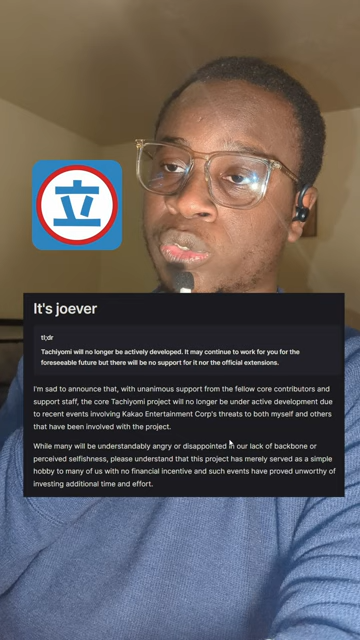 立
It's joever
tl;dr
Tachiyomi will no longer be actively developed. It may continue to work for you for the
foreseeable future but there will be no support for it nor the official extensions.
I'm sad to announce that, with unanimous support from the fellow core contributors and
support staff, the core Tachiyomi project will no longer be under active development due
to recent events involving Kakao Entertainment Corp's threats to both myself and others
that have been involved with the project.
While many will be understandably angry or disappointed in our lack of backbone or
perceived selfishness, please understand that this project has merely served as a simple
hobby to many of us with no financial incentive and such events have proved unworthy of
investing additional time and effort.